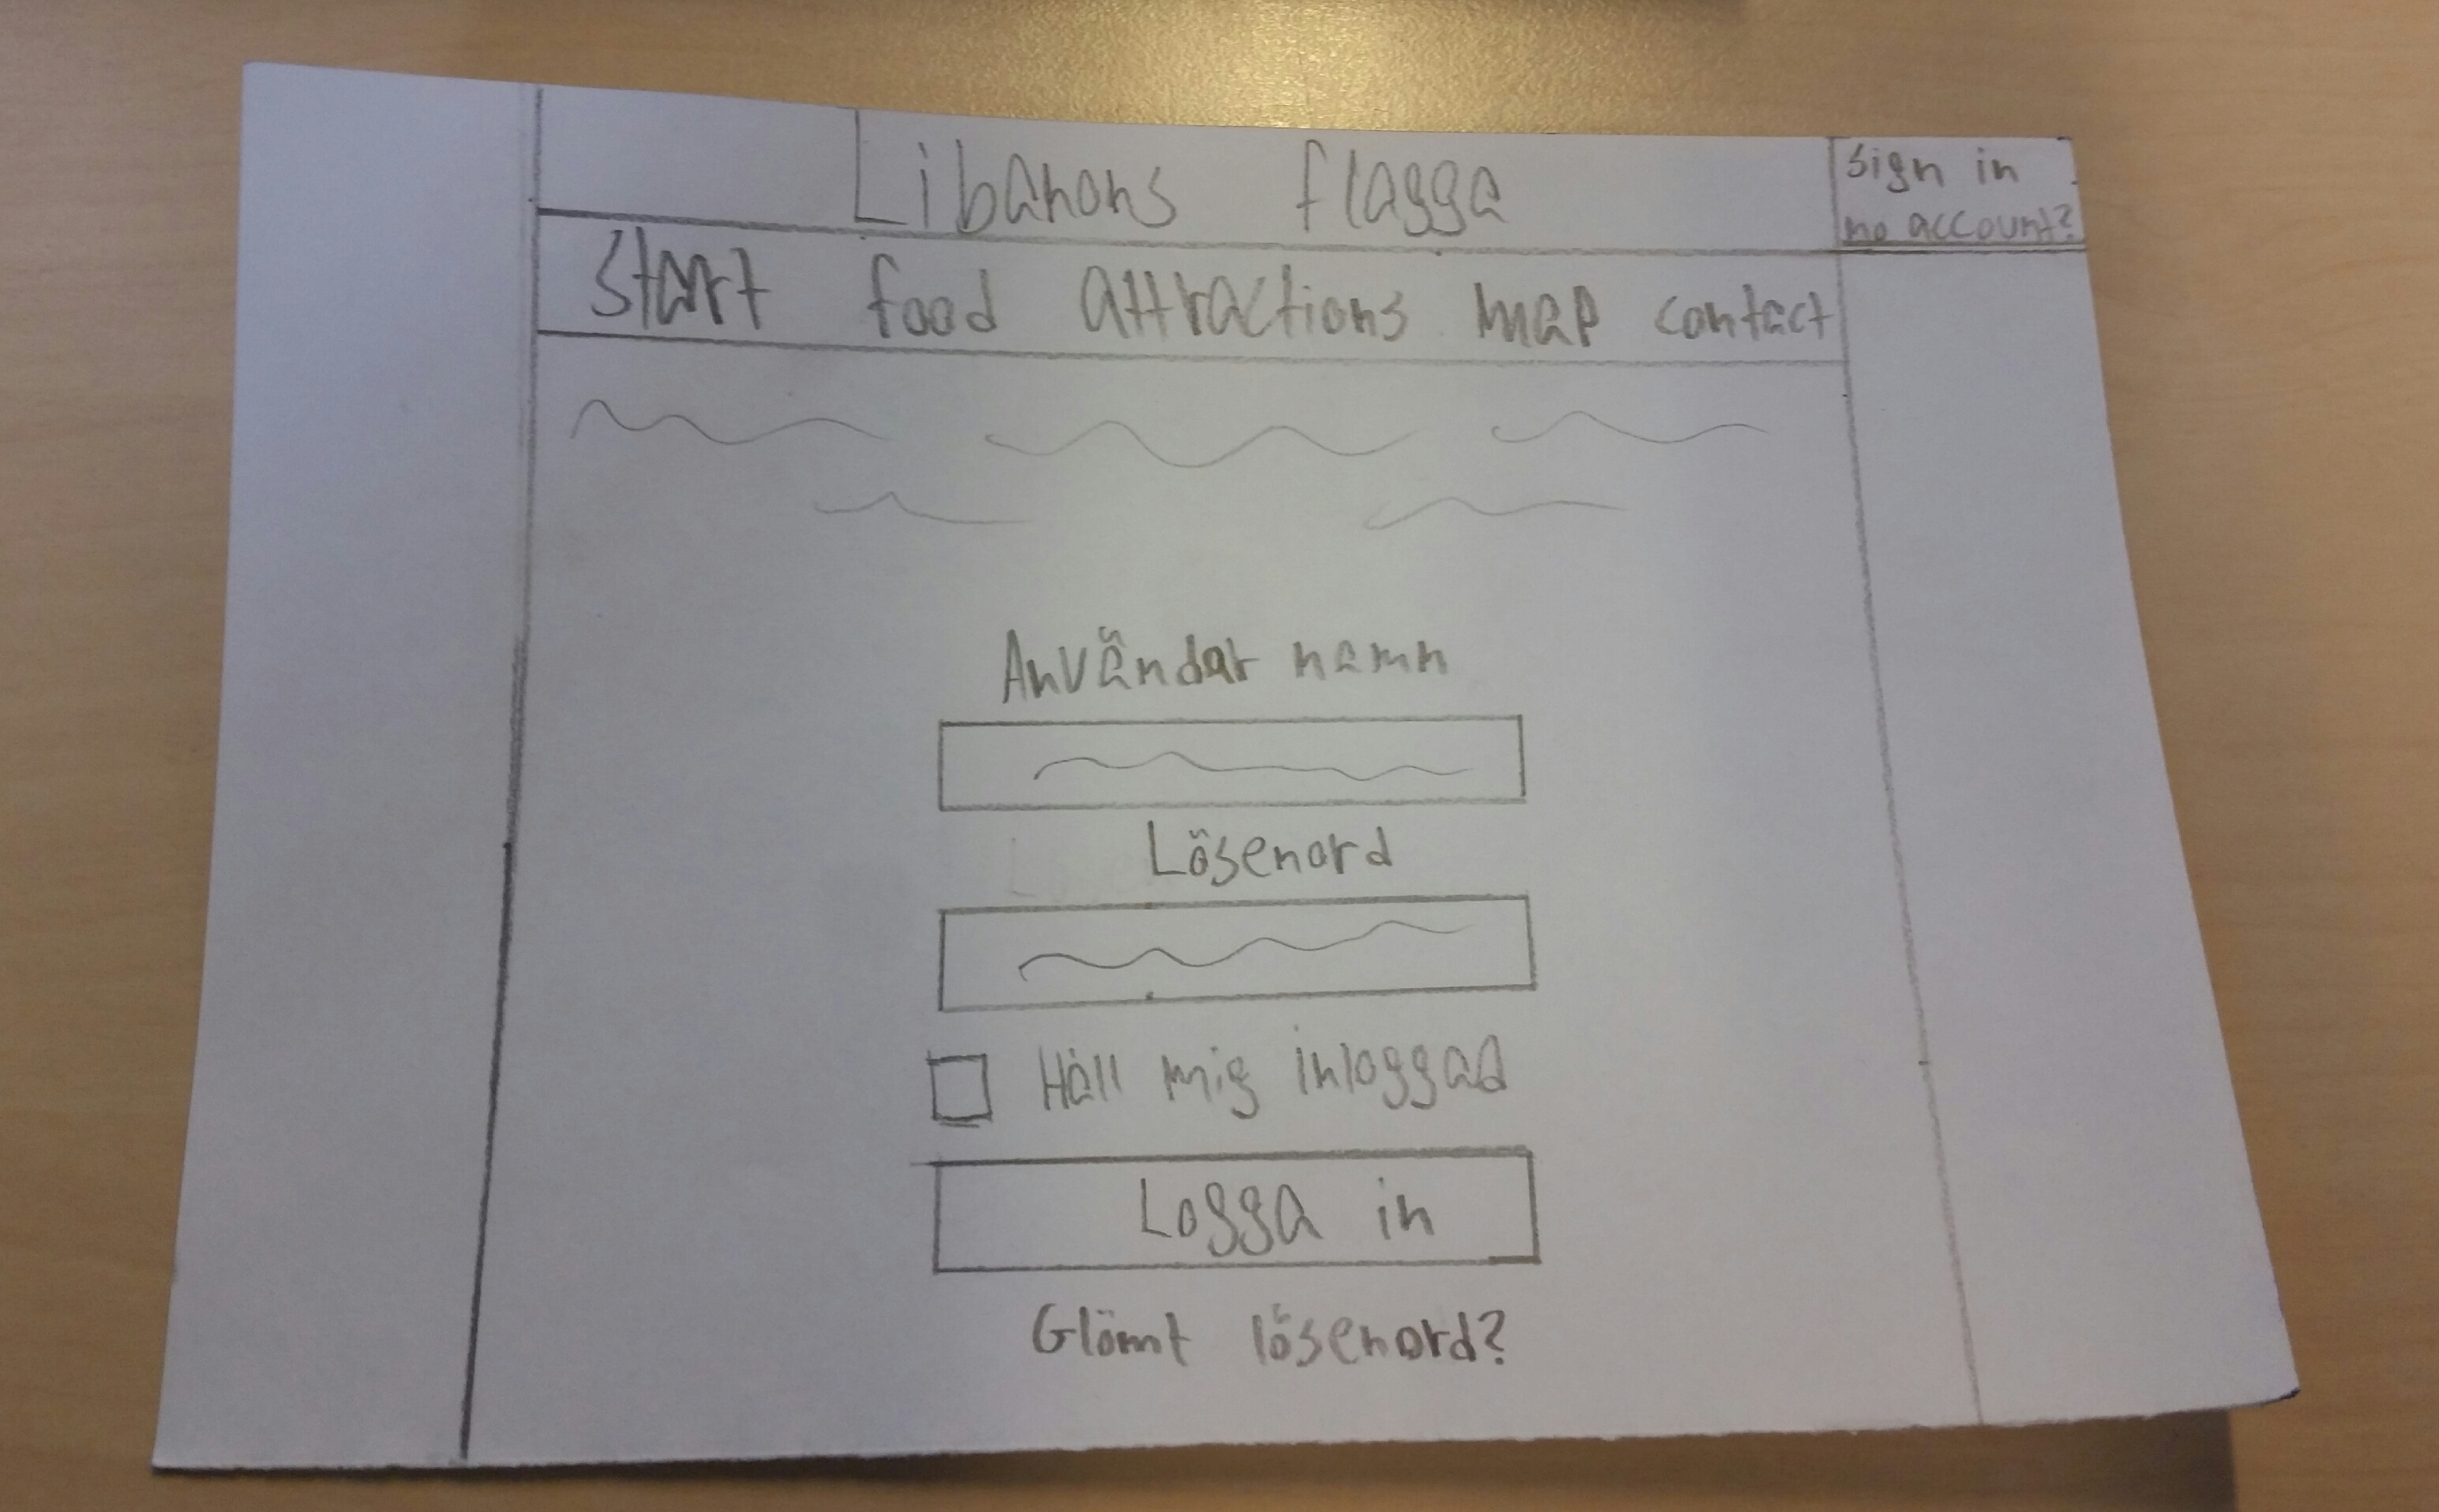 Libanons flagga
sign in
no account?
Start food attractions map contact
Användar namn
Lösenord
Håll mig inloggad
Logga in
Glömt lösenord?